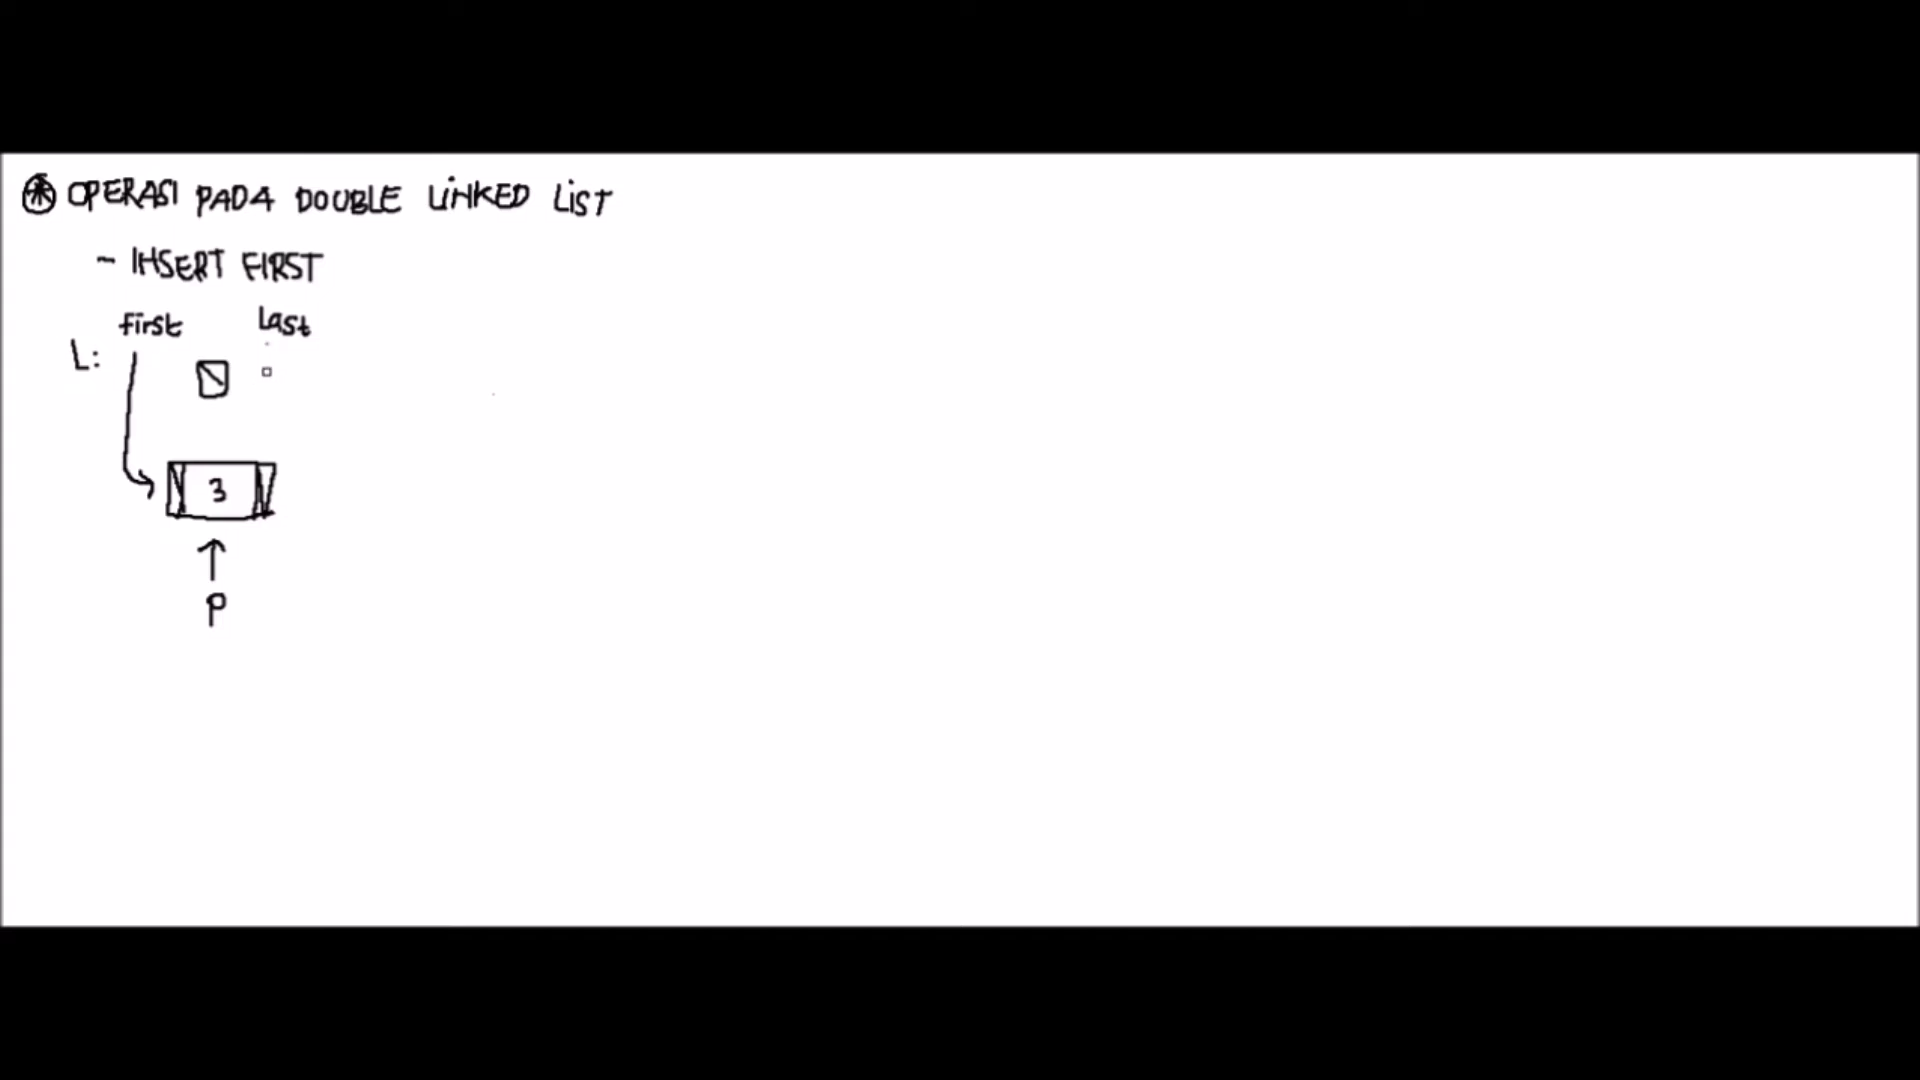 ⊛ OPERASI PADA DOUBLE LINKED LIST
- INSERT FIRST
first last
L:
3
P